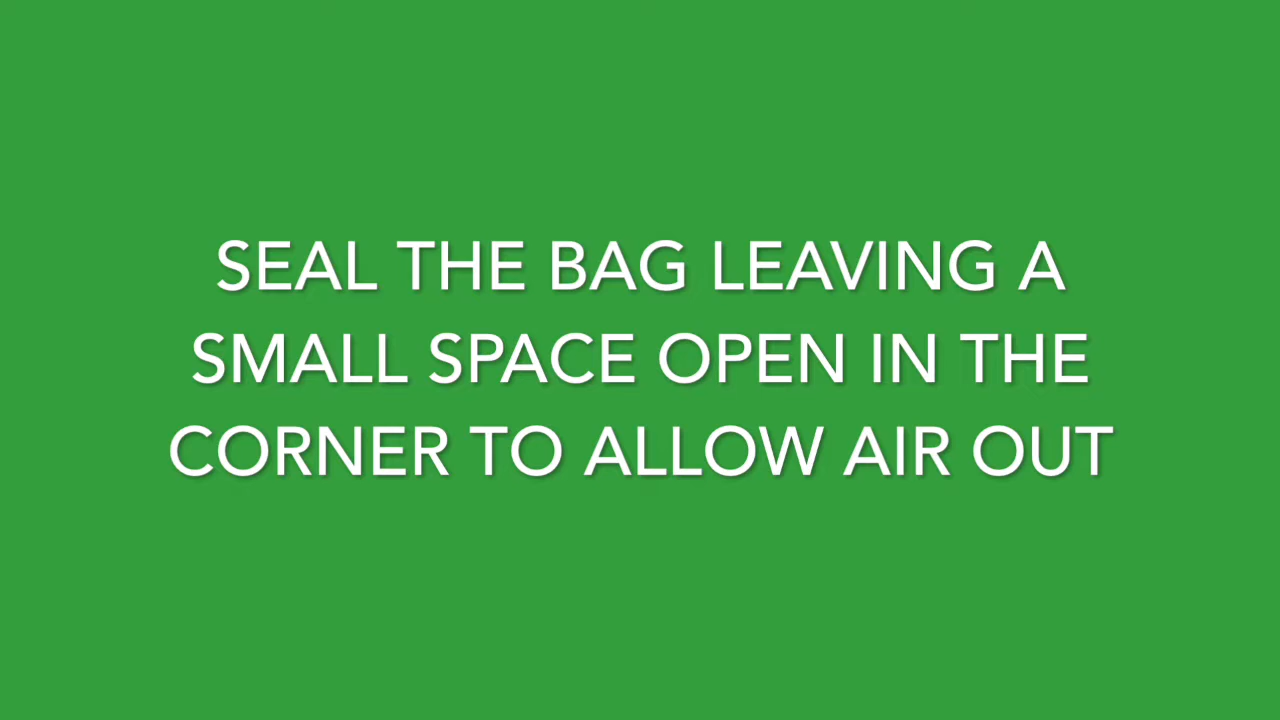 SEAL THE BAG LEAVING A
SMALL SPACE OPEN IN THE
CORNER TO ALLOW AIR OUT